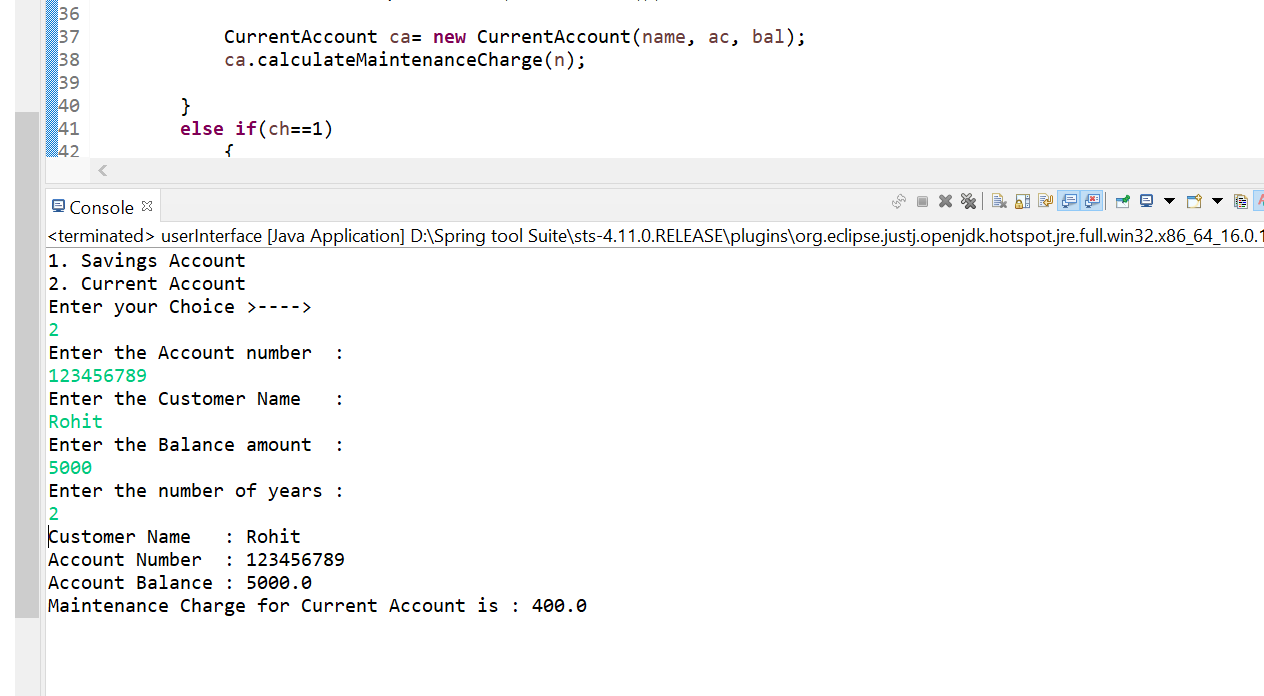 36
37 CurrentAccount ca= new CurrentAccount(name, ac, bal);
38 ca.calculateMaintenanceCharge(n);
39
40 }
41 else if(ch==1)
42 {
Console
<terminated> userInterface [Java Application] D:\Spring tool Suite\sts-4.11.0.RELEASE\plugins\org.eclipse.justj.openjdk.hotspot.jre.full.win32.x86_64_16.0.1
1. Savings Account
2. Current Account
Enter your Choice >---->
2
Enter the Account number  :
123456789
Enter the Customer Name   :
Rohit
Enter the Balance amount  :
5000
Enter the number of years :
2
Customer Name   : Rohit
Account Number  : 123456789
Account Balance : 5000.0
Maintenance Charge for Current Account is : 400.0